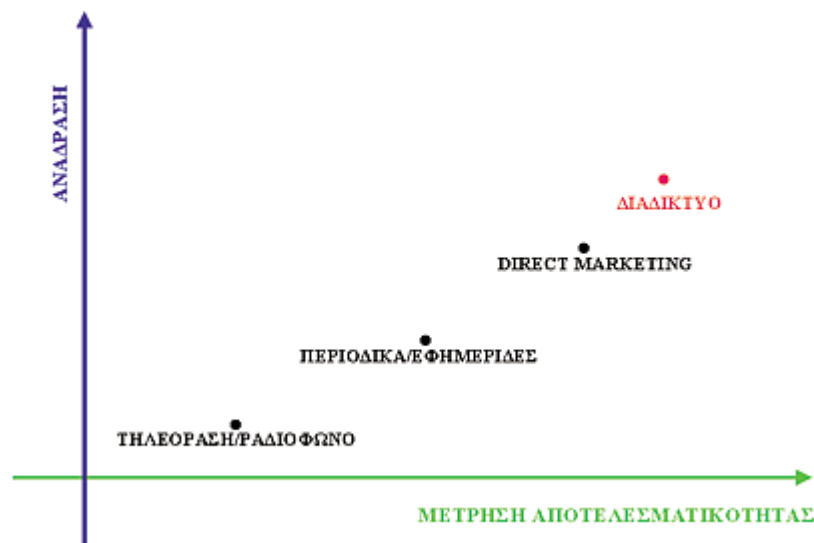 ΑΝΑΔΡΑΣΗ
ΔΙΑΔΙΚΤΥΟ
DIRECT MARKETING
ΠΕΡΙΟΔΙΚΑ/ΕΦΗΜΕΡΙΔΕΣ
ΤΗΛΕΟΡΑΣΗ/ΡΑΔΙΟΦΩΝΟ
ΜΕΤΡΗΣΗ ΑΠΟΤΕΛΕΣΜΑΤΙΚΟΤΗΤΑΣ